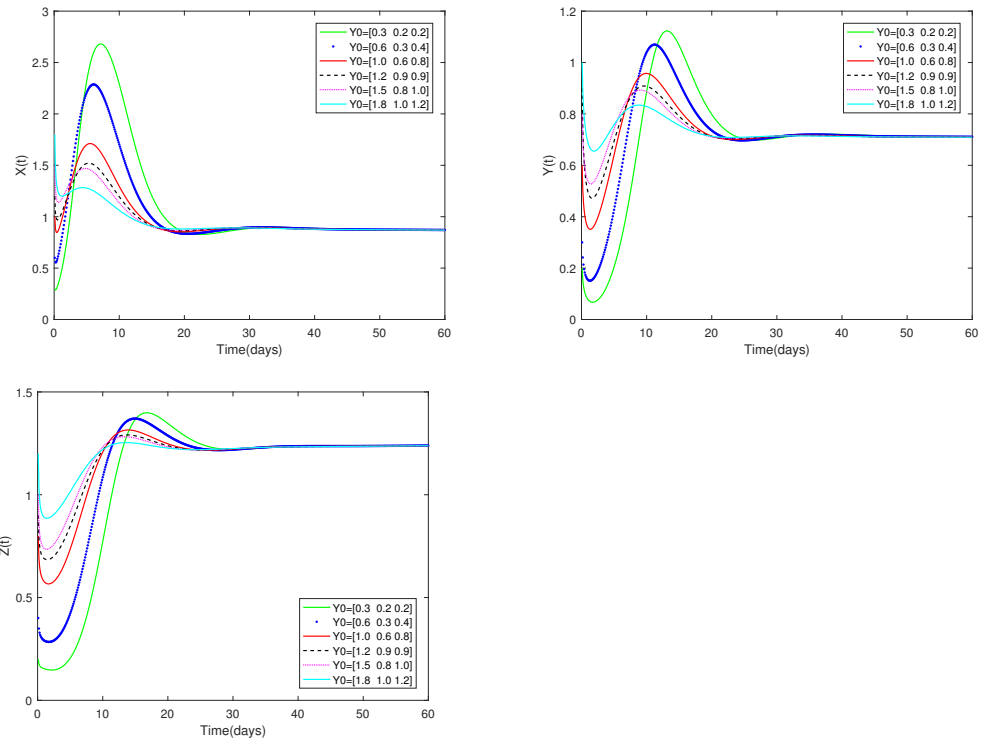 3
2.5
2
1.5
1
0.5
0
X(t)
0 10 20 30 40 50 60
Time(days)
Y0=[0.3 0.2 0.2]
Y0=[0.6 0.3 0.4]
Y0=[1.0 0.6 0.8]
Y0=[1.2 0.9 0.9]
Y0=[1.5 0.8 1.0]
Y0=[1.8 1.0 1.2]
1.2
1
0.8
0.6
0.4
0.2
0
Y(t)
0 10 20 30 40 50 60
Time(days)
Y0=[0.3 0.2 0.2]
Y0=[0.6 0.3 0.4]
Y0=[1.0 0.6 0.8]
Y0=[1.2 0.9 0.9]
Y0=[1.5 0.8 1.0]
Y0=[1.8 1.0 1.2]
1.5
1
0.5
0
Z(t)
0 10 20 30 40 50 60
Time(days)
Y0=[0.3 0.2 0.2]
Y0=[0.6 0.3 0.4]
Y0=[1.0 0.6 0.8]
Y0=[1.2 0.9 0.9]
Y0=[1.5 0.8 1.0]
Y0=[1.8 1.0 1.2]